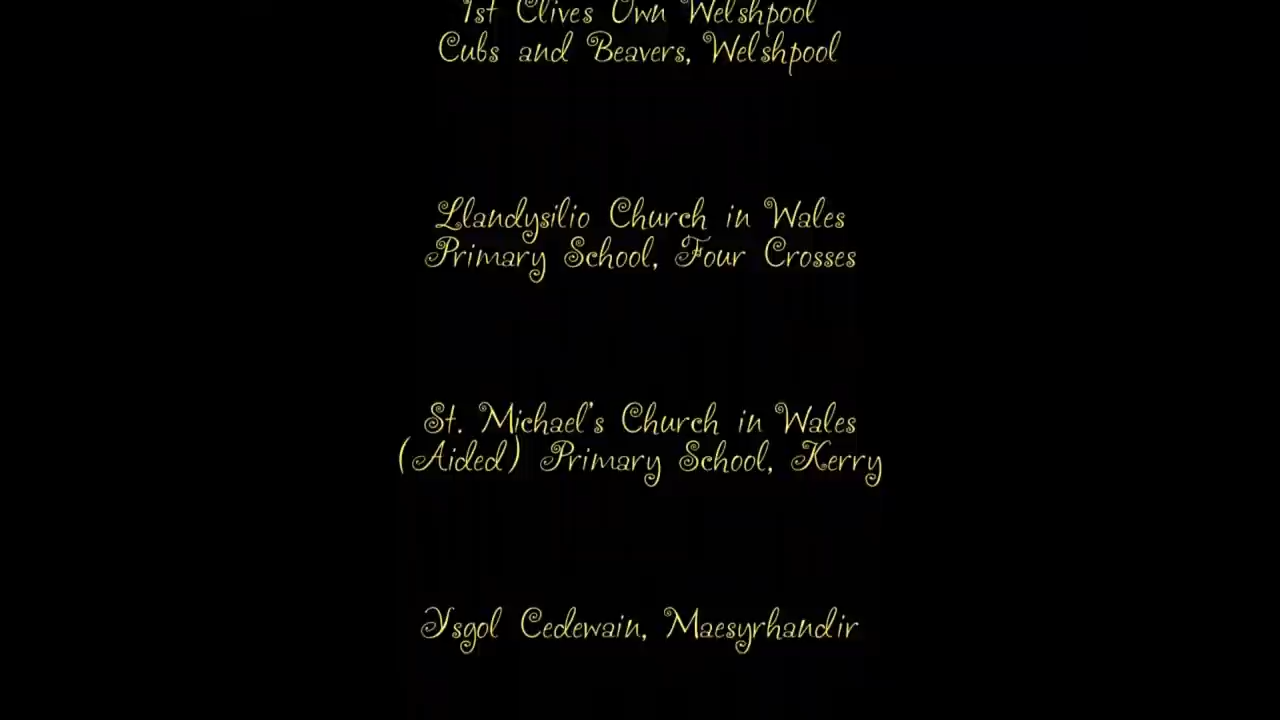 1st Clives Own Welshpool
Cubs and Beavers, Welshpool
Llandysilio Church in Wales
Primary School, Four Crosses
St. Michael's Church in Wales
(Aided) Primary School, Kerry
Ysgol Cedewain, Maesyrhandir